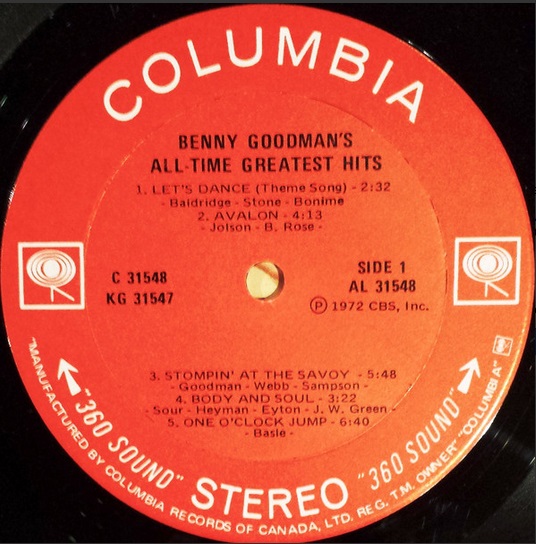 COLUMBIA
BENNY GOODMAN'S
ALL-TIME GREATEST HITS
1. LET'S DANCE (Theme Song) - 2:32
- Baldridge - Stone - Bonime
2. AVALON - 4:13
- Jolson - B. Rose -
C 31548
KG 31547
SIDE 1
AL 31548
Ⓟ 1972 CBS, Inc.
3. STOMPIN' AT THE SAVOY - 5:48
- Goodman - Webb - Sampson -
4. BODY AND SOUL - 3:22
- Sour - Heyman - Eyton - J. W. Green -
5. ONE O'CLOCK JUMP - 6:40
- Basie -
"360 SOUND" STEREO "360 SOUND"
"MANUFACTURED BY COLUMBIA RECORDS OF CANADA, LTD. REG. T.M. OWNER" "COLUMBIA"